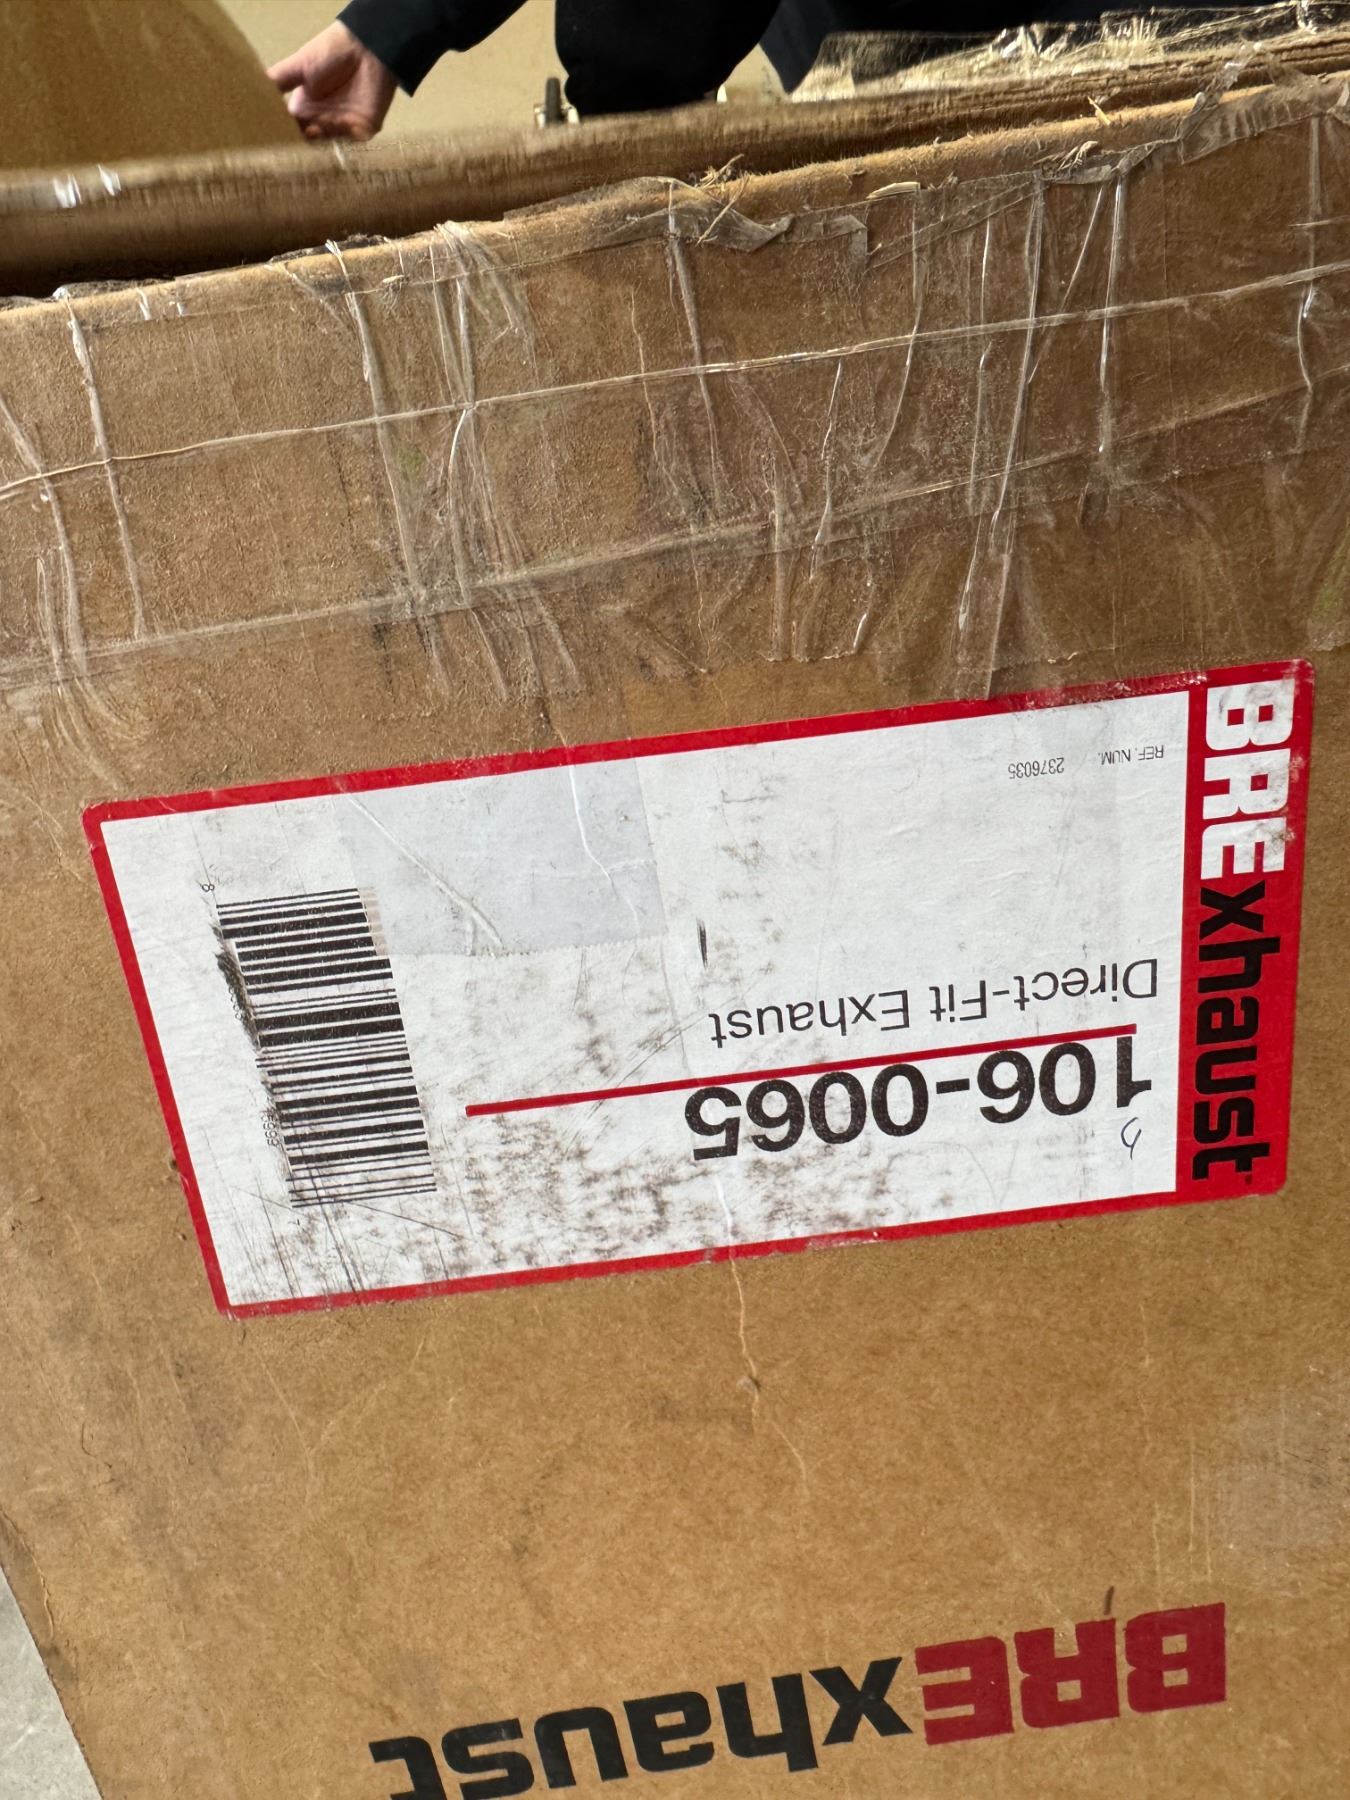 BRExhaust
106-0065
Direct-Fit Exhaust
REF. NUM. 2376035
BRExhaust